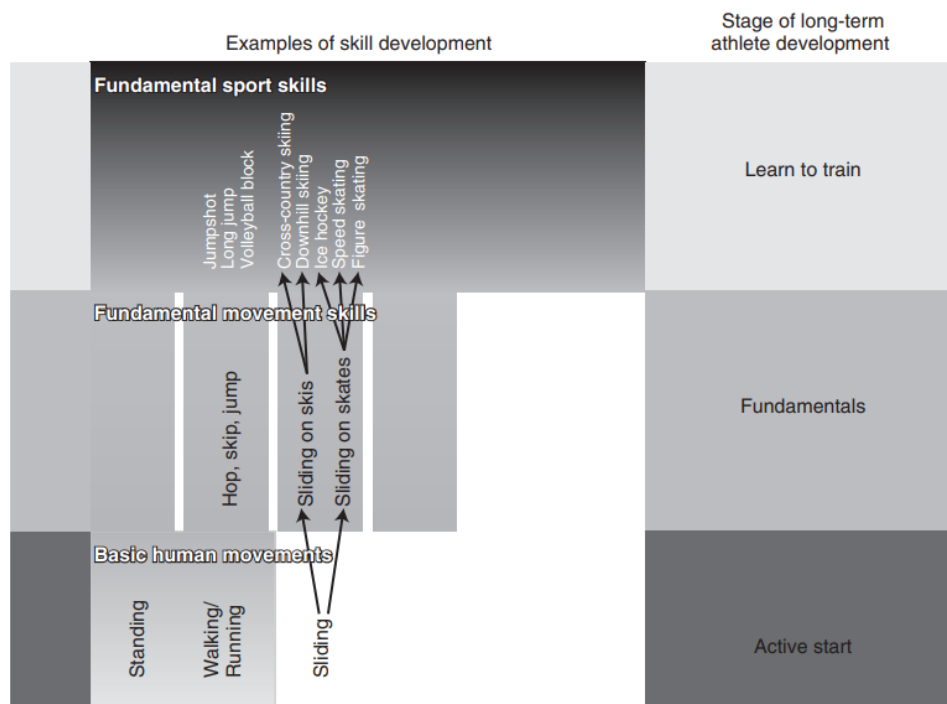 Examples of skill development
Stage of long-term
athlete development
Fundamental sport skills
Jumpshot
Long jump
Volleyball block
Cross-country skiing
Downhill skiing
Ice hockey
Speed skating
Figure skating
Learn to train
Fundamental movement skills
Hop, skip, jump
Sliding on skis
Sliding on skates
Fundamentals
Basic human movements
Standing
Walking/
Running
Sliding
Active start